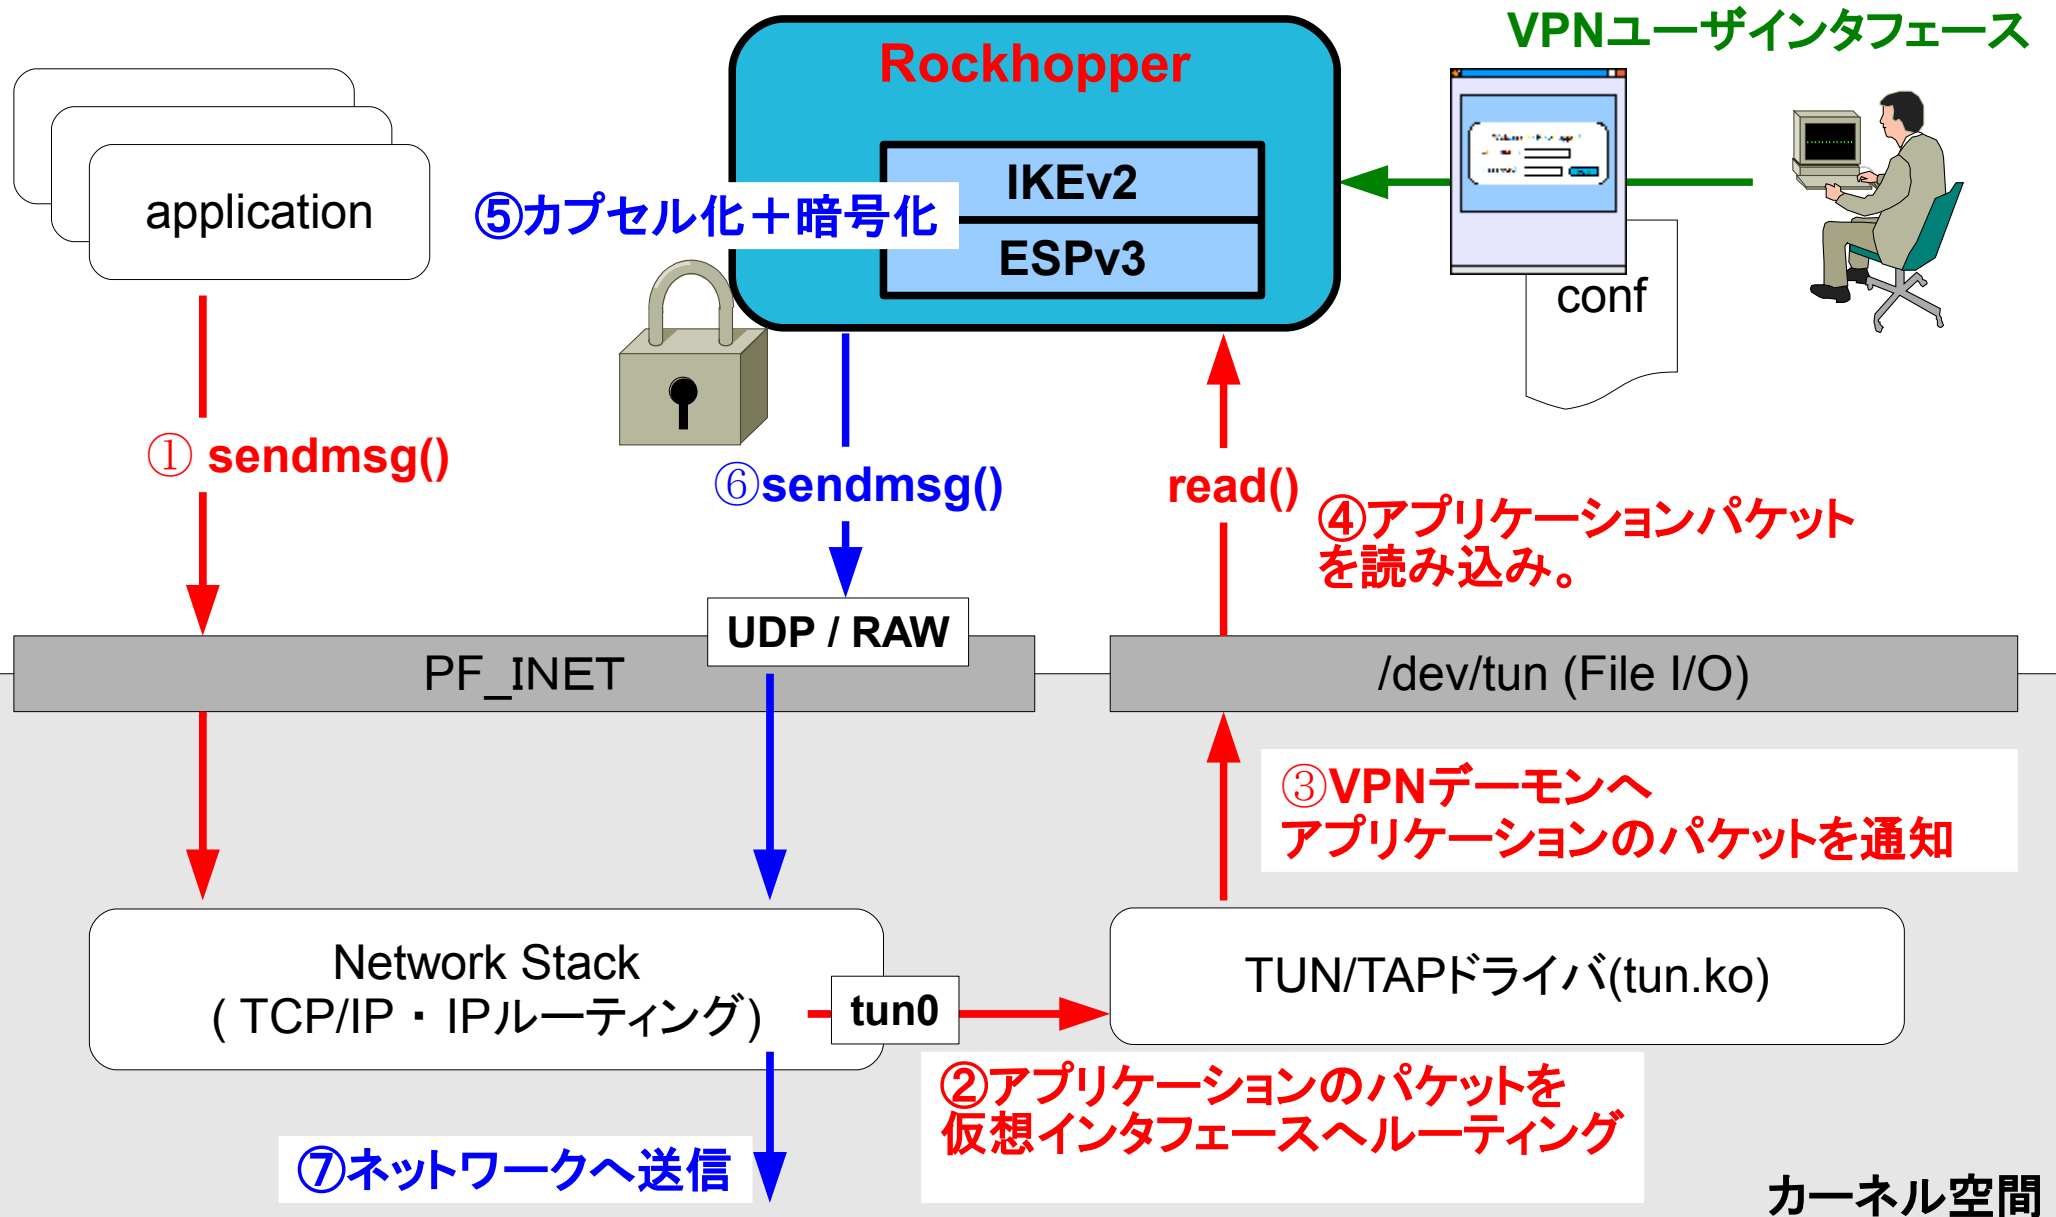 VPNユーザインタフェース
Rockhopper
IKEv2
ESPv3
application
⑤カプセル化＋暗号化
conf
① sendmsg()
⑥sendmsg()
read()
④アプリケーションパケット
を読み込み。
UDP / RAW
PF_INET
/dev/tun (File I/O)
③VPNデーモンへ
アプリケーションのパケットを通知
Network Stack
( TCP/IP・IPルーティング)
tun0
TUN/TAPドライバ(tun.ko)
②アプリケーションのパケットを
仮想インタフェースへルーティング
⑦ネットワークへ送信
カーネル空間